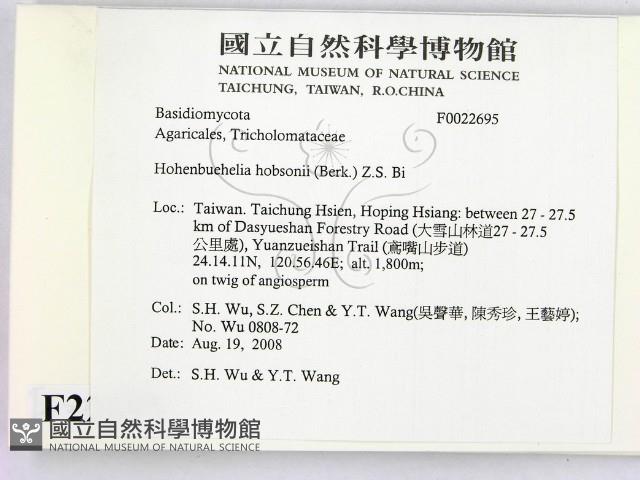 國立自然科學博物館
NATIONAL MUSEUM OF NATURAL SCIENCE
TAICHUNG, TAIWAN, R.O.CHINA
Basidiomycota F0022695
Agaricales, Tricholomataceae
Hohenbuehelia hobsonii (Berk.) Z.S. Bi
Loc.: Taiwan. Taichung Hsien, Hoping Hsiang: between 27 - 27.5
km of Dasyueshan Forestry Road (大雪山林道27 - 27.5
公里處), Yuanzueishan Trail (鳶嘴山步道)
24.14.11N, 120.56.46E; alt. 1,800m;
on twig of angiosperm
Col.: S.H. Wu, S.Z. Chen & Y.T. Wang(吳聲華, 陳秀珍, 王藝婷);
No. Wu 0808-72
Date: Aug. 19, 2008
Det.: S.H. Wu & Y.T. Wang
國立自然科學博物館
NATIONAL MUSEUM OF NATURAL SCIENCE